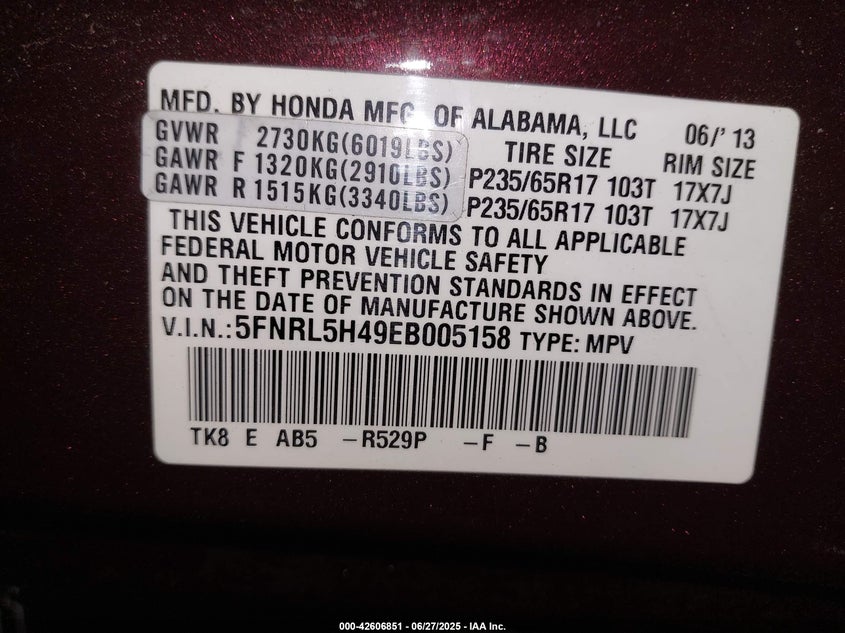 MFD. BY HONDA MFG. OF ALABAMA, LLC 06/'13
GVWR 2730KG(6019LBS) TIRE SIZE RIM SIZE
GAWR F 1320KG(2910LBS) P235/65R17 103T 17X7J
GAWR R 1515KG(3340LBS) P235/65R17 103T 17X7J
THIS VEHICLE CONFORMS TO ALL APPLICABLE
FEDERAL MOTOR VEHICLE SAFETY
AND THEFT PREVENTION STANDARDS IN EFFECT
ON THE DATE OF MANUFACTURE SHOWN ABOVE.
V.I.N.:5FNRL5H49EB005158 TYPE: MPV
TK8 E AB5 -R529P -F -B
000-42606851 - 06/27/2025 - IAA Inc.